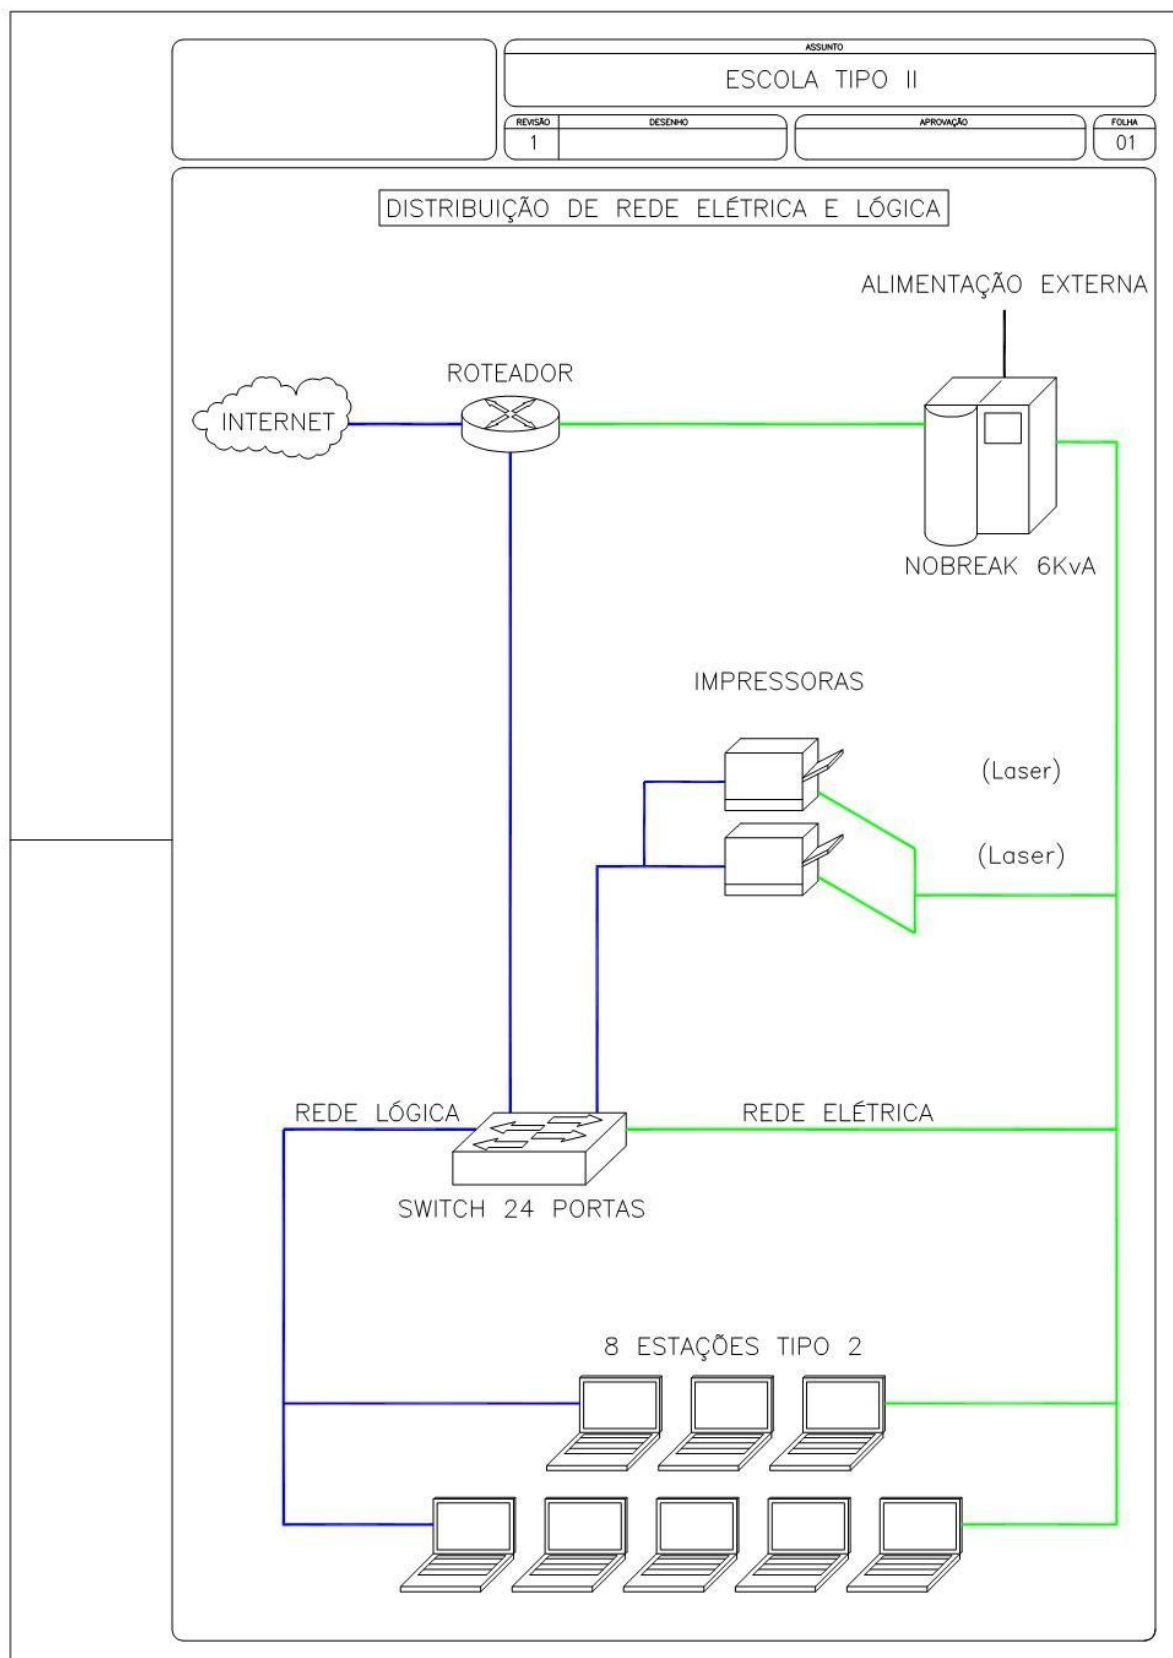 ASSUNTO
ESCOLA TIPO II
REVISÃO
DESENHO
APROVAÇÃO
FOLHA
1
01
DISTRIBUIÇÃO DE REDE ELÉTRICA E LÓGICA
ALIMENTAÇÃO EXTERNA
ROTEADOR
INTERNET
NOBREAK 6KvA
IMPRESSORAS
(Laser)
(Laser)
REDE LÓGICA
REDE ELÉTRICA
SWITCH 24 PORTAS
8 ESTAÇÕES TIPO 2